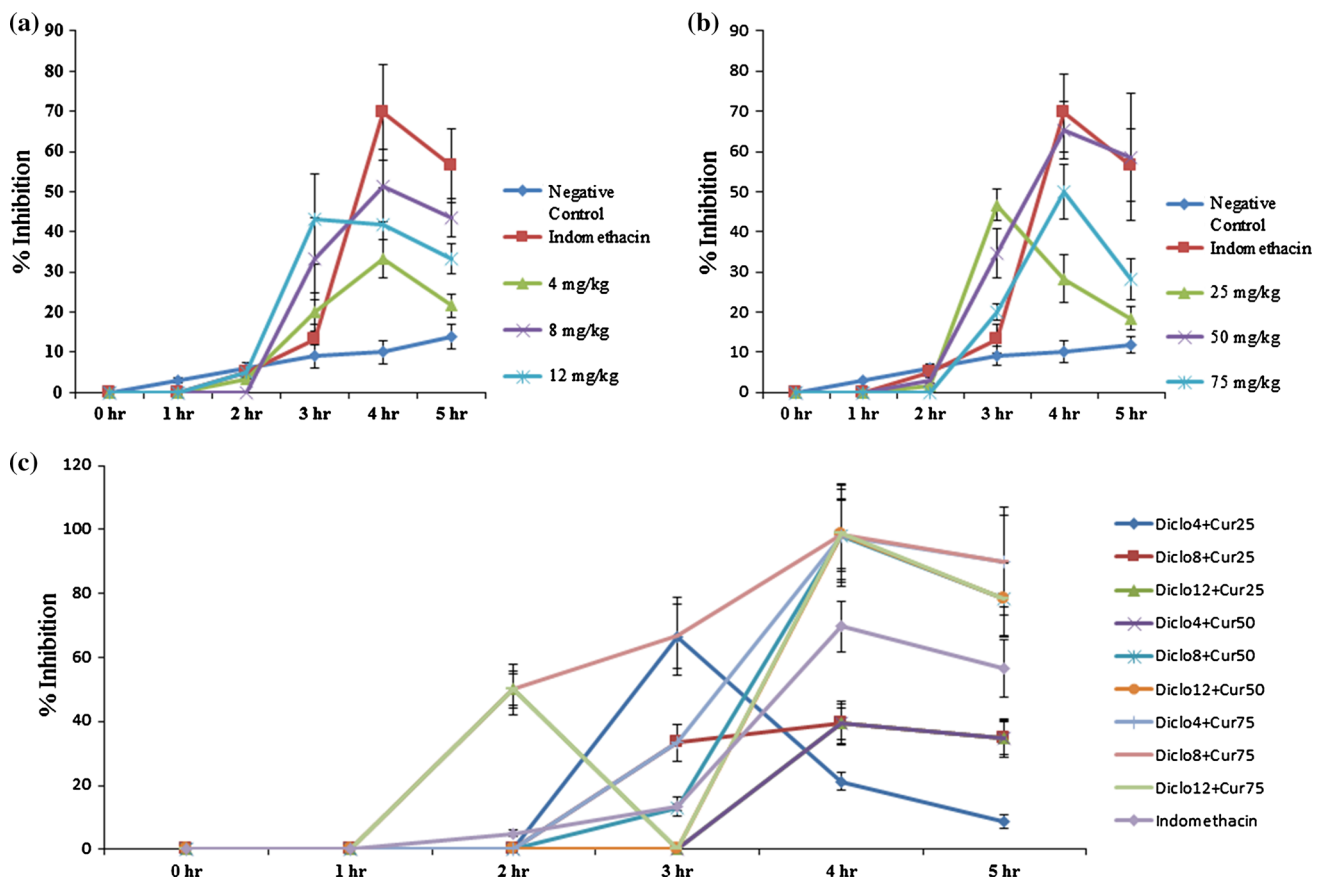 (a)
90
80
70
60
50
40
30
20
10
0
% Inhibition
0 hr 1 hr 2 hr 3 hr 4 hr 5 hr
Negative
Control
Indomethacin
4 mg/kg
8 mg/kg
12 mg/kg
(b)
90
80
70
60
50
40
30
20
10
0
% Inhibition
0 hr 1 hr 2 hr 3 hr 4 hr 5 hr
Negative
Control
Indomethacin
25 mg/kg
50 mg/kg
75 mg/kg
(c)
120
100
80
60
40
20
0
% Inhibition
0 hr 1 hr 2 hr 3 hr 4 hr 5 hr
Diclo4+Cur25
Diclo8+Cur25
Diclo12+Cur25
Diclo4+Cur50
Diclo8+Cur50
Diclo12+Cur50
Diclo4+Cur75
Diclo8+Cur75
Diclo12+Cur75
Indomethacin